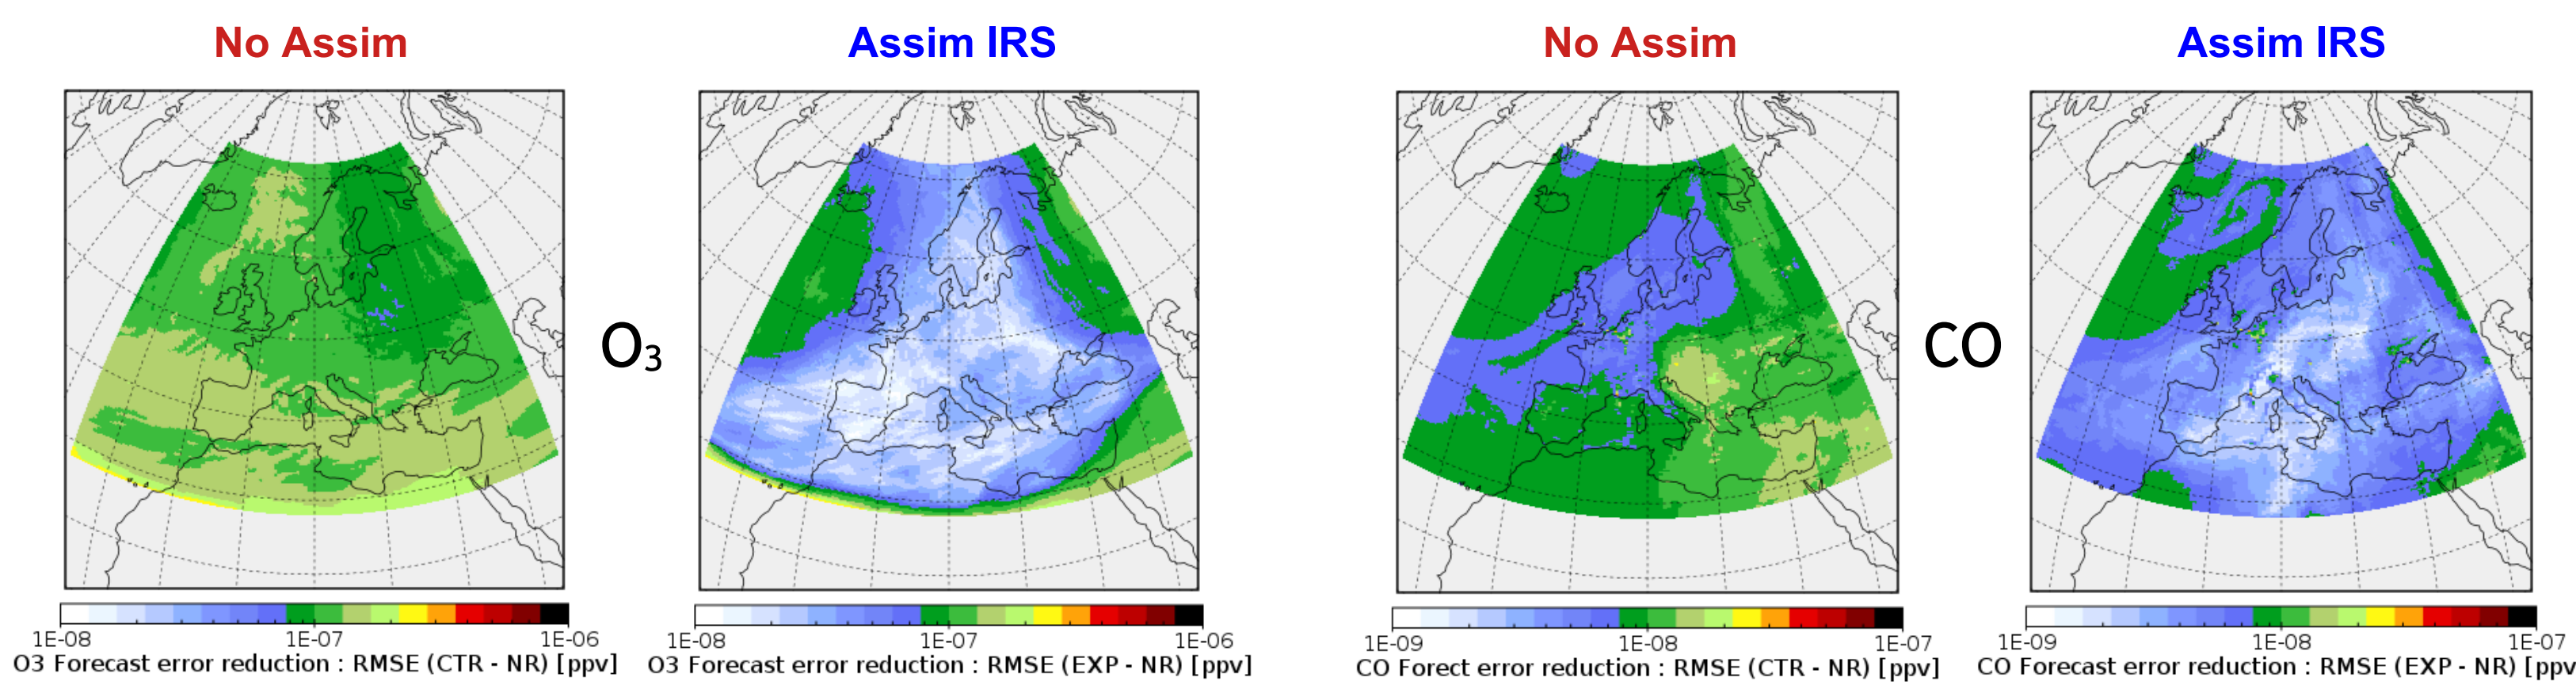 No Assim
Assim IRS
No Assim
Assim IRS
O₃
CO
1E-08 1E-07 1E-06
O3 Forecast error reduction : RMSE (CTR - NR) [ppv]
1E-08 1E-07 1E-06
O3 Forecast error reduction : RMSE (EXP - NR) [ppv]
1E-09 1E-08 1E-07
CO Forect error reduction : RMSE (CTR - NR) [ppv]
1E-09 1E-08 1E-07
CO Forecast error reduction : RMSE (EXP - NR) [ppv